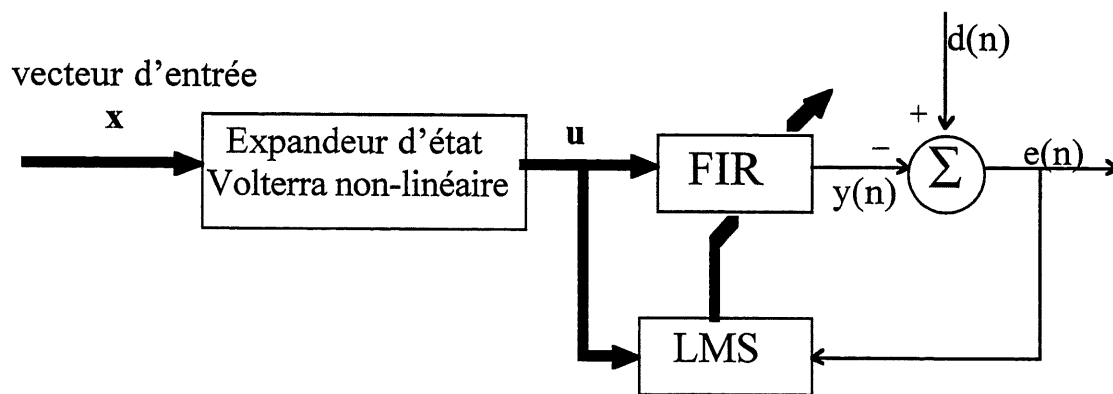 vecteur d'entrée
x
Expandeur d'état
Volterra non-linéaire
u
FIR
LMS
y(n)
−
+
d(n)
Σ
e(n)